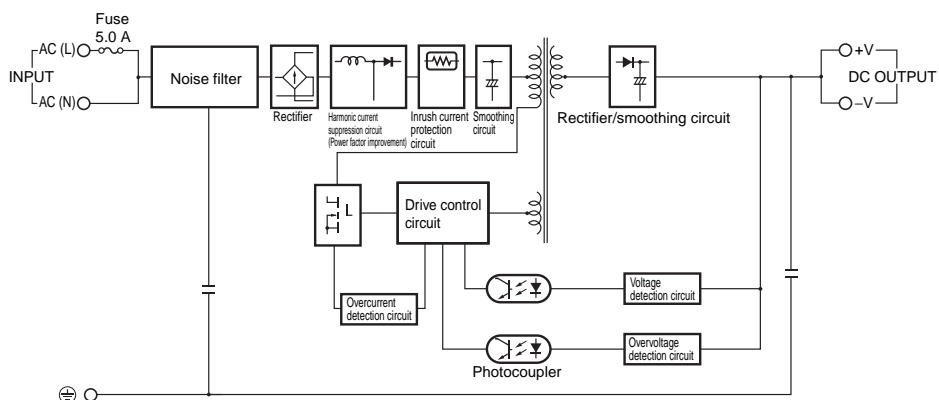 Fuse
5.0 A
AC (L)
INPUT
AC (N)
Noise filter
Rectifier
Harmonic current
suppression circuit
(Power factor improvement)
Inrush current
protection
circuit
Smoothing
circuit
Rectifier/smoothing circuit
+V
DC OUTPUT
–V
Drive control
circuit
Overcurrent
detection circuit
Voltage
detection circuit
Overvoltage
detection circuit
Photocoupler